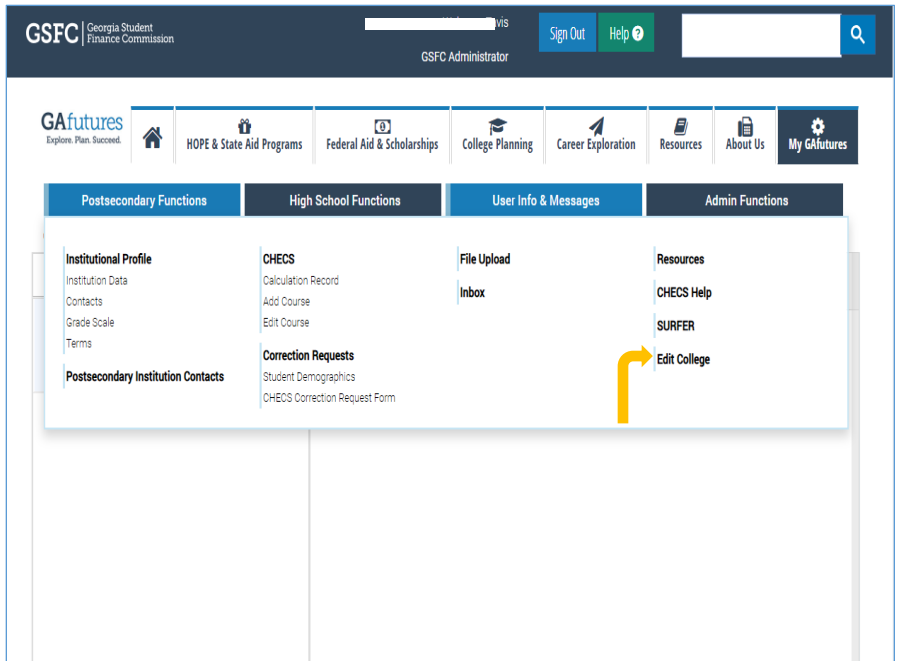 GSFC Georgia Student
Finance Commission
GSFC Administrator
Sign Out
Help
GAfutures
Explore. Plan. Succeed.
HOPE & State Aid Programs
Federal Aid & Scholarships
College Planning
Career Exploration
Resources
About Us
My GAfutures
Postsecondary Functions
High School Functions
User Info & Messages
Admin Functions
Institutional Profile
Institution Data
Contacts
Grade Scale
Terms
Postsecondary Institution Contacts
CHECS
Calculation Record
Add Course
Edit Course
Correction Requests
Student Demographics
CHECS Correction Request Form
File Upload
Inbox
Resources
CHECS Help
SURFER
Edit College